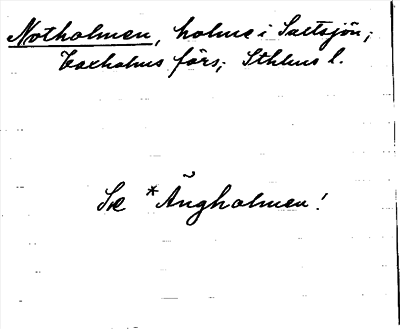 Notholmen, holme i Saltsjön;
Vaxholms förs; Sthlms l.
Se *Ängholmen!